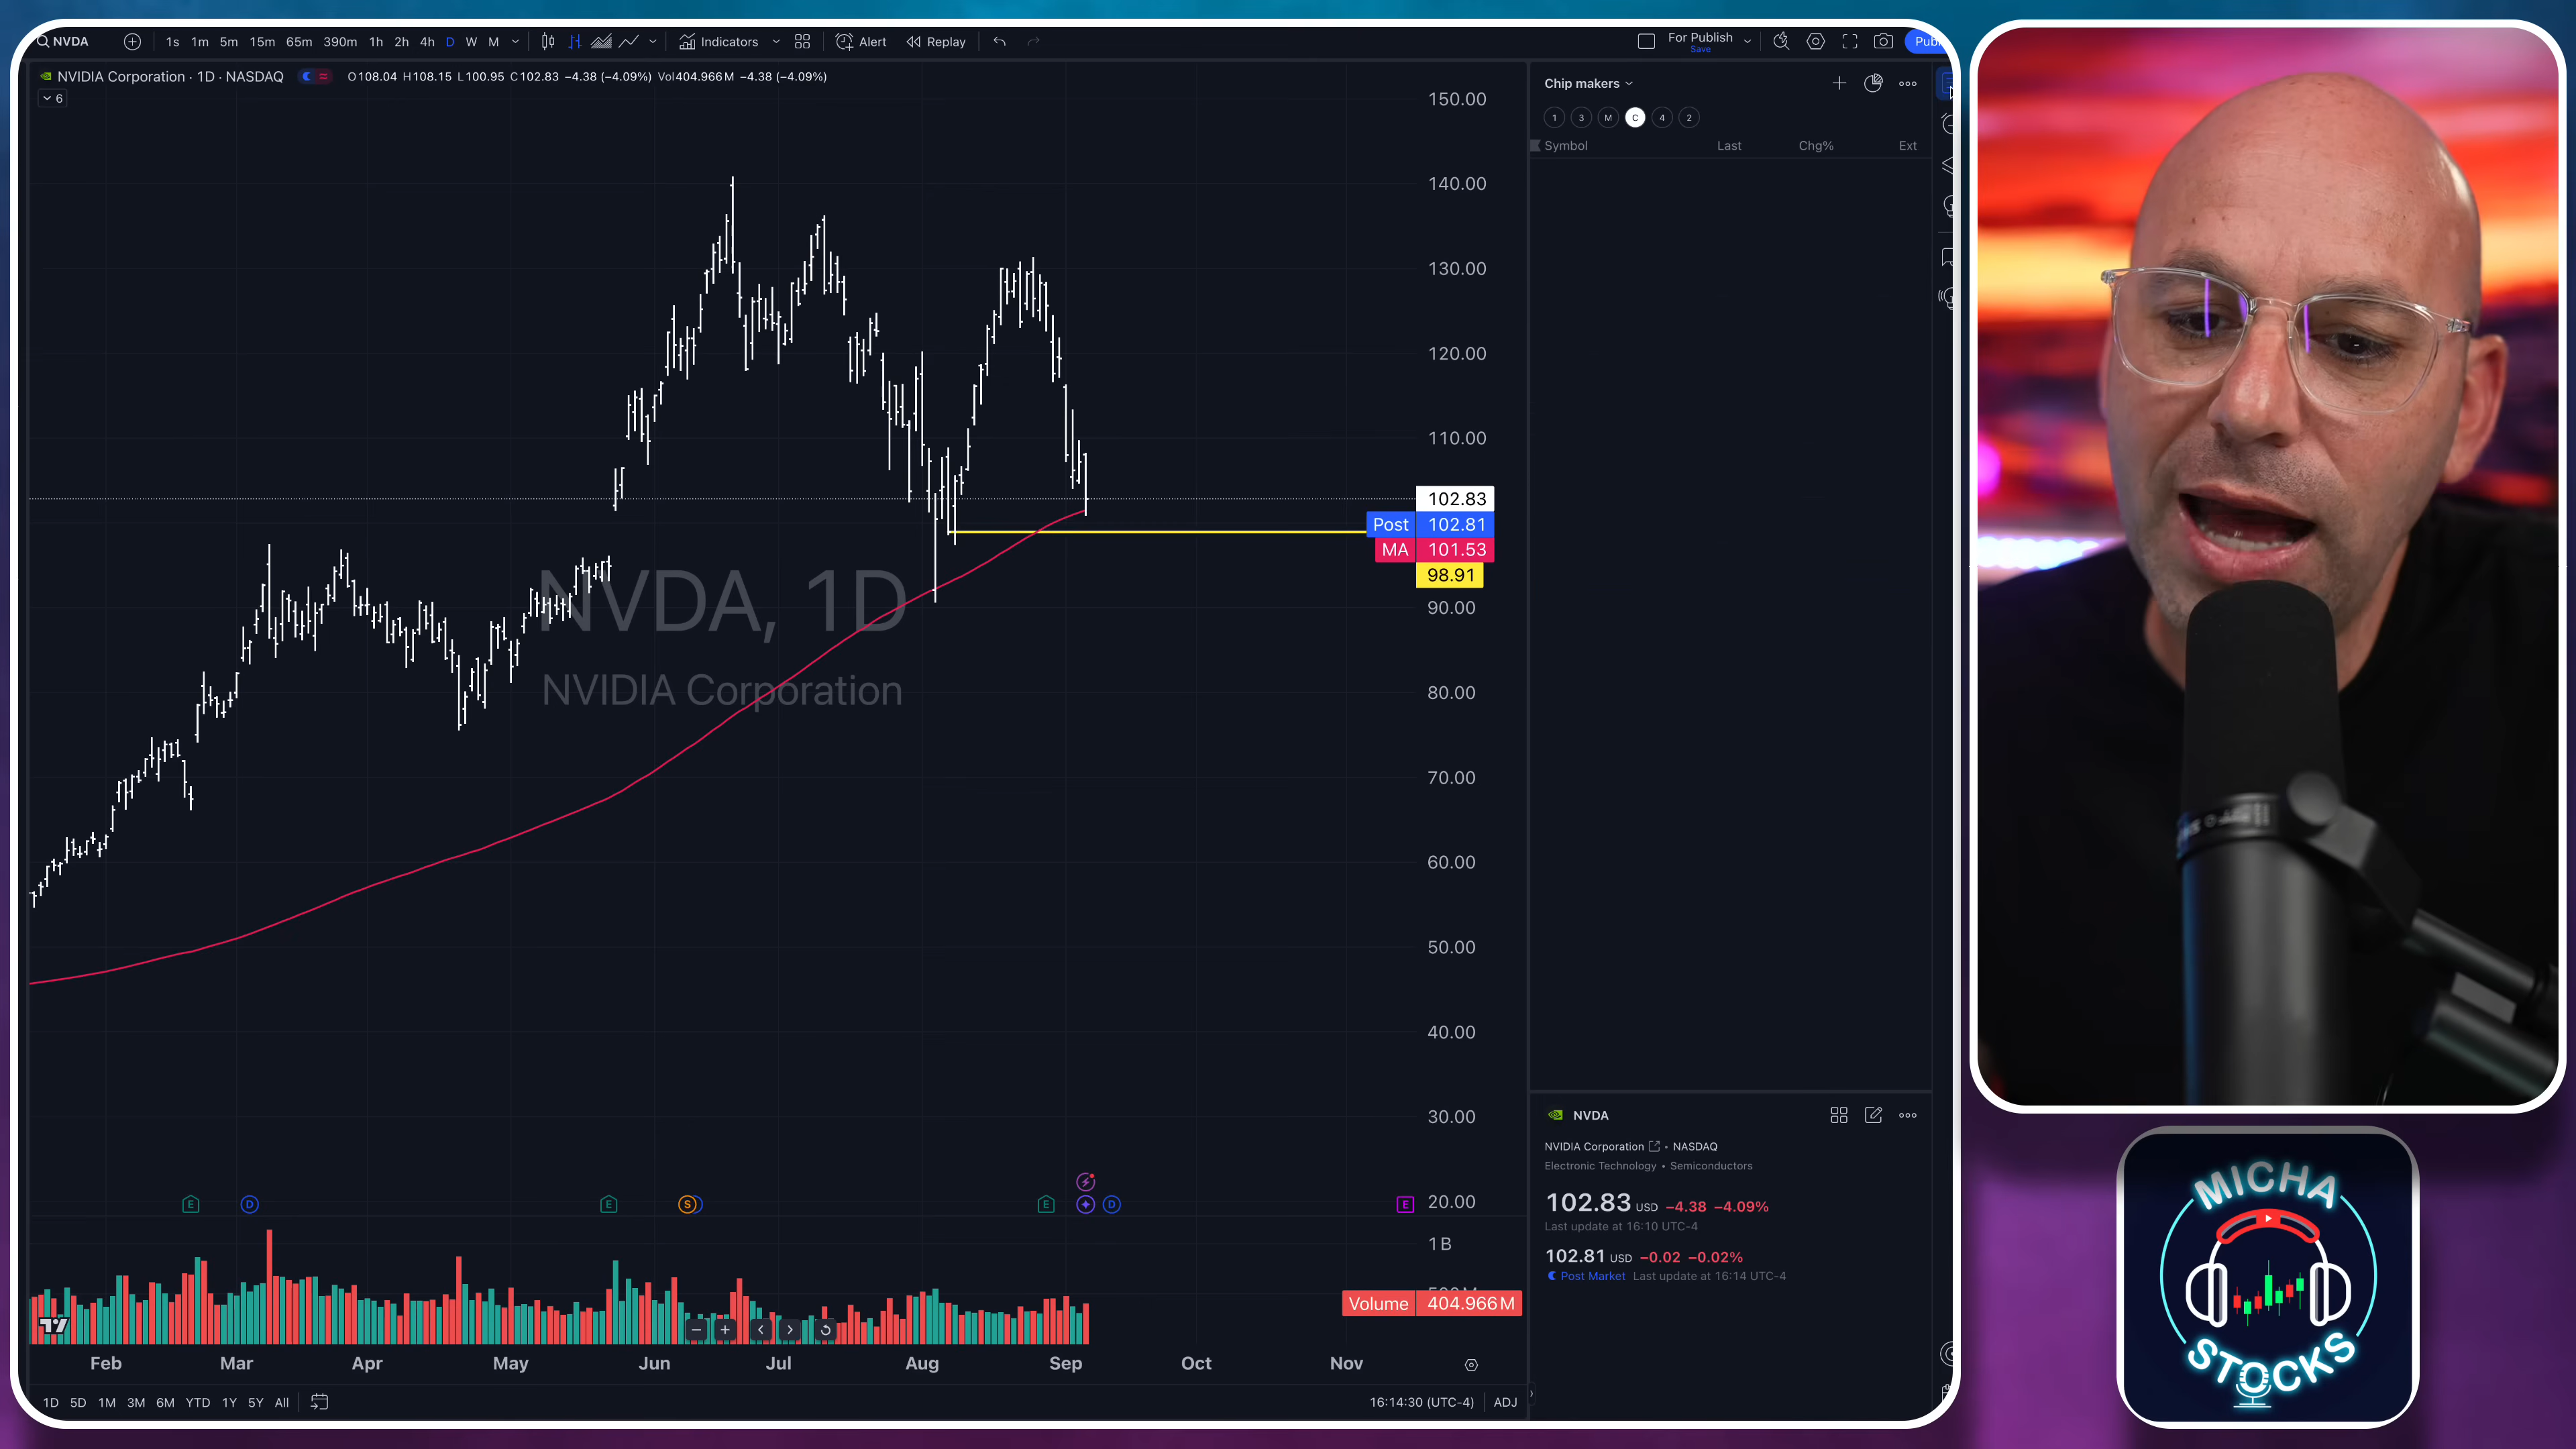 NVDA 1s 1m 5m 15m 65m 390m 1h 2h 4h D W M Indicators Alert Replay For Publish
Save
NVIDIA Corporation · 1D · NASDAQ O108.04 H108.15 L100.95 C102.83 −4.38 (−4.09%) Vol404.966M −4.38 (−4.09%)
6
150.00
140.00
130.00
120.00
110.00
102.83
Post 102.81
MA 101.53
98.91
90.00
80.00
70.00
60.00
50.00
40.00
30.00
20.00
1B
Volume 404.966M
NVDA, 1D
NVIDIA Corporation
E D E S E D E
Feb Mar Apr May Jun Jul Aug Sep Oct Nov
1D 5D 1M 3M 6M YTD 1Y 5Y All 16:14:30 (UTC-4) ADJ
Chip makers
1 3 M C 4 2
Symbol Last Chg% Ext
NVDA
NVIDIA Corporation • NASDAQ
Electronic Technology • Semiconductors
102.83 USD −4.38 −4.09%
Last update at 16:10 UTC-4
102.81 USD −0.02 −0.02%
Post Market Last update at 16:14 UTC-4
MICHA
STOCKS